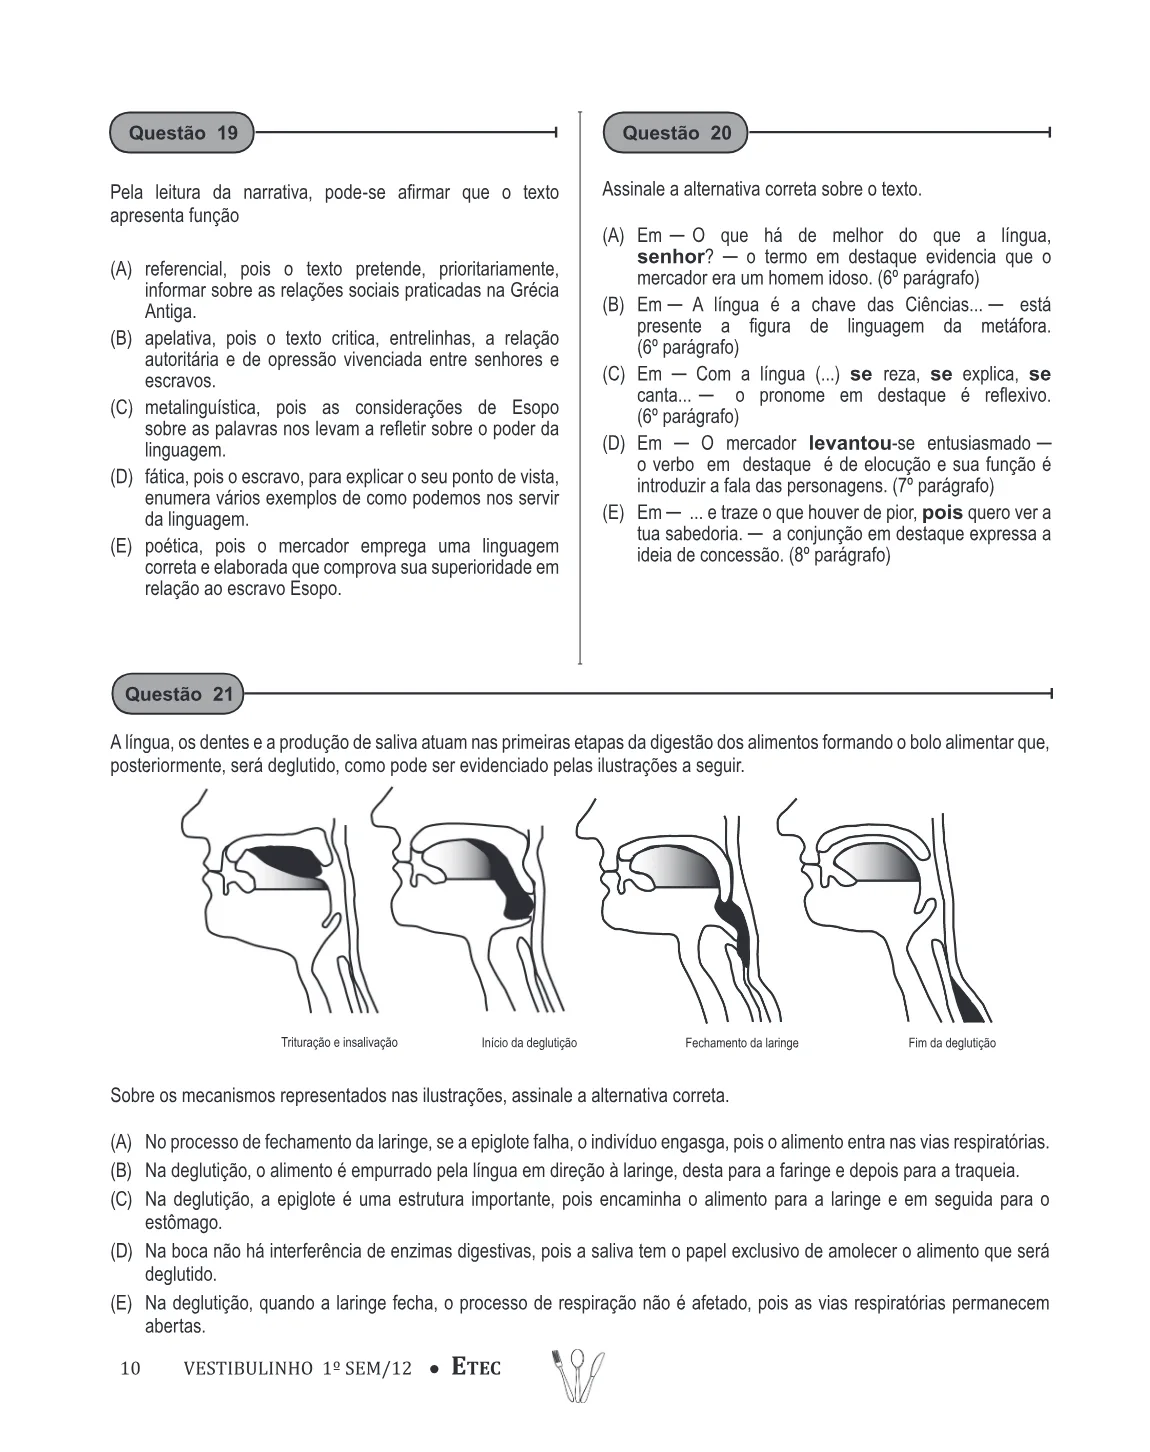 Questão 19
Pela leitura da narrativa, pode-se afirmar que o texto
apresenta função
(A) referencial, pois o texto pretende, prioritariamente,
informar sobre as relações sociais praticadas na Grécia
Antiga.
(B) apelativa, pois o texto critica, entrelinhas, a relação
autoritária e de opressão vivenciada entre senhores e
escravos.
(C) metalinguística, pois as considerações de Esopo
sobre as palavras nos levam a refletir sobre o poder da
linguagem.
(D) fática, pois o escravo, para explicar o seu ponto de vista,
enumera vários exemplos de como podemos nos servir
da linguagem.
(E) poética, pois o mercador emprega uma linguagem
correta e elaborada que comprova sua superioridade em
relação ao escravo Esopo.
Questão 20
Assinale a alternativa correta sobre o texto.
(A) Em — O que há de melhor do que a língua,
senhor? — o termo em destaque evidencia que o
mercador era um homem idoso. (6º parágrafo)
(B) Em — A língua é a chave das Ciências... — está
presente a figura de linguagem da metáfora.
(6º parágrafo)
(C) Em — Com a língua (...) se reza, se explica, se
canta... — o pronome em destaque é reflexivo.
(6º parágrafo)
(D) Em — O mercador levantou-se entusiasmado —
o verbo em destaque é de elocução e sua função é
introduzir a fala das personagens. (7º parágrafo)
(E) Em — ... e traze o que houver de pior, pois quero ver a
tua sabedoria. — a conjunção em destaque expressa a
ideia de concessão. (8º parágrafo)
Questão 21
A língua, os dentes e a produção de saliva atuam nas primeiras etapas da digestão dos alimentos formando o bolo alimentar que,
posteriormente, será deglutido, como pode ser evidenciado pelas ilustrações a seguir.
Trituração e insalivação
Início da deglutição
Fechamento da laringe
Fim da deglutição
Sobre os mecanismos representados nas ilustrações, assinale a alternativa correta.
(A) No processo de fechamento da laringe, se a epiglote falha, o indivíduo engasga, pois o alimento entra nas vias respiratórias.
(B) Na deglutição, o alimento é empurrado pela língua em direção à laringe, desta para a faringe e depois para a traqueia.
(C) Na deglutição, a epiglote é uma estrutura importante, pois encaminha o alimento para a laringe e em seguida para o
estômago.
(D) Na boca não há interferência de enzimas digestivas, pois a saliva tem o papel exclusivo de amolecer o alimento que será
deglutido.
(E) Na deglutição, quando a laringe fecha, o processo de respiração não é afetado, pois as vias respiratórias permanecem
abertas.
10 VESTIBULINHO 1º SEM/12 • ETEC